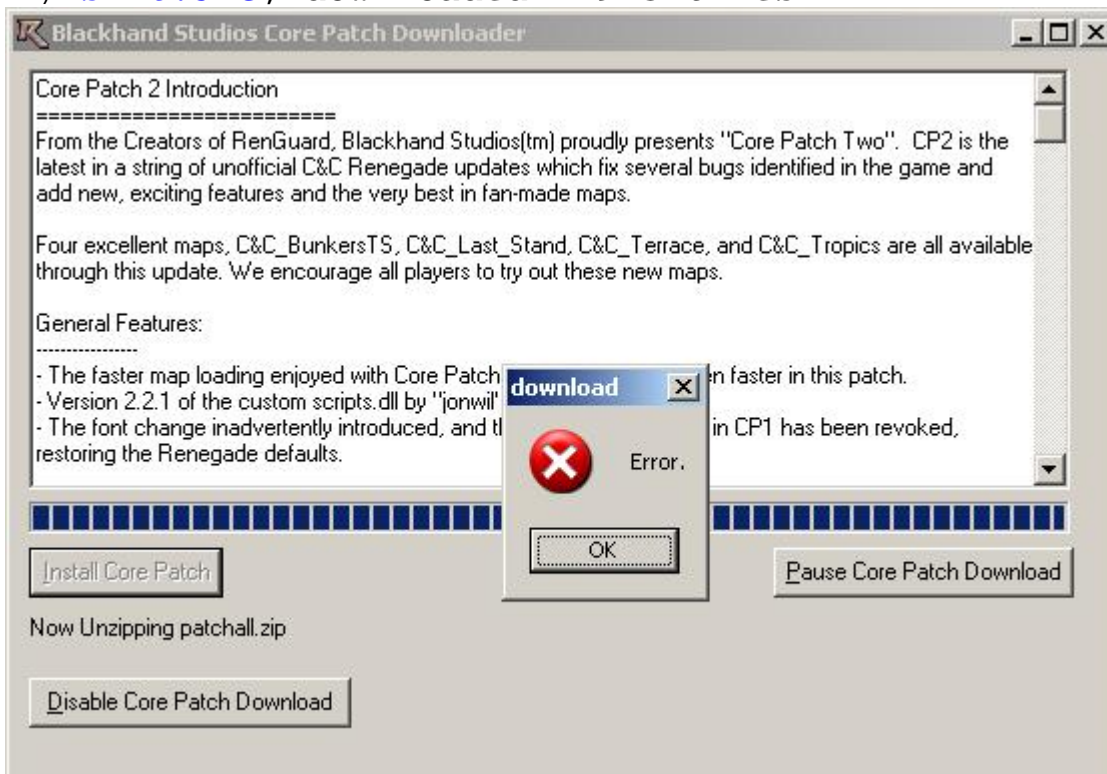 Blackhand Studios Core Patch Downloader
Core Patch 2 Introduction
=========================
From the Creators of RenGuard, Blackhand Studios(tm) proudly presents "Core Patch Two". CP2 is the
latest in a string of unofficial C&C Renegade updates which fix several bugs identified in the game and
add new, exciting features and the very best in fan-made maps.
Four excellent maps, C&C_BunkersTS, C&C_Last_Stand, C&C_Terrace, and C&C_Tropics are all available
through this update. We encourage all players to try out these new maps.
General Features:
-----------------
- The faster map loading enjoyed with Core Patch
faster in this patch.
- Version 2.2.1 of the custom scripts.dll by "jonwil"
- The font change inadvertently introduced, and
in CP1 has been revoked,
restoring the Renegade defaults.
download
Error.
OK
Install Core Patch
Pause Core Patch Download
Now Unzipping patchall.zip
Disable Core Patch Download